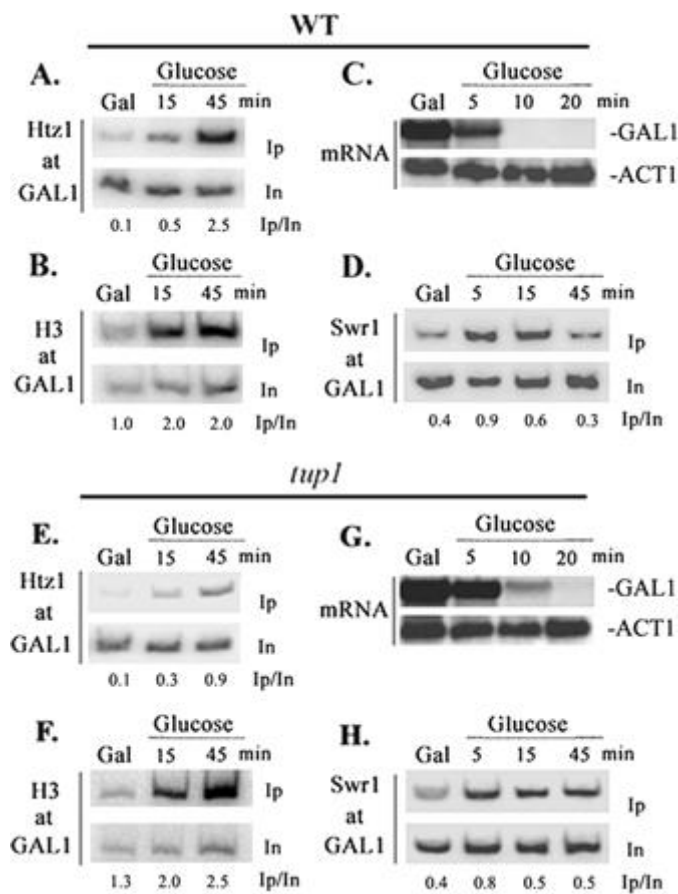 WT
A.
Glucose
Gal 15 45 min
Htz1 at GAL1
Ip
In
0.1 0.5 2.5 Ip/In
C.
Glucose
Gal 5 10 20 min
mRNA
-GAL1
-ACT1
B.
Glucose
Gal 15 45 min
H3 at GAL1
Ip
In
1.0 2.0 2.0 Ip/In
D.
Glucose
Gal 5 15 45 min
Swr1 at GAL1
Ip
In
0.4 0.9 0.6 0.3 Ip/In
tup1
E.
Glucose
Gal 15 45 min
Htz1 at GAL1
Ip
In
0.1 0.3 0.9 Ip/In
G.
Glucose
Gal 5 10 20 min
mRNA
-GAL1
-ACT1
F.
Glucose
Gal 15 45 min
H3 at GAL1
Ip
In
1.3 2.0 2.5 Ip/In
H.
Glucose
Gal 5 15 45 min
Swr1 at GAL1
Ip
In
0.4 0.8 0.5 0.5 Ip/In